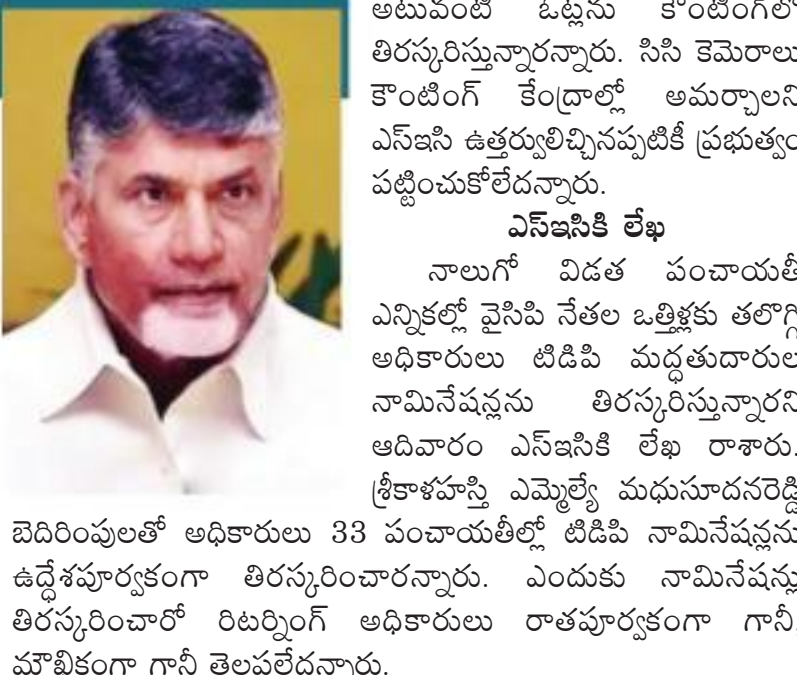 అటువంటి ఓట్లను కౌంటింగ్‌లో
తిరస్కరిస్తున్నారన్నారు. సిసి కెమెరాలు
కౌంటింగ్ కేంద్రాల్లో అమర్చాలని
ఎస్ఇసి ఉత్తర్వులిచ్చినప్పటికీ ప్రభుత్వం
పట్టించుకోలేదన్నారు.
ఎస్ఇసికి లేఖ
నాలుగో విడత పంచాయతీ
ఎన్నికల్లో వైసిపి నేతల ఒత్తిళ్లకు తలొగ్గి
అధికారులు టిడిపి మద్ధతుదారుల
నామినేషన్లను తిరస్కరిస్తున్నారని
ఆదివారం ఎస్ఇసికి లేఖ రాశారు.
శ్రీకాళహస్తి ఎమ్మెల్యే మధుసూదనరెడ్డి
బెదిరింపులతో అధికారులు 33 పంచాయతీల్లో టిడిపి నామినేషన్లను
ఉద్ధేశపూర్వకంగా తిరస్కరించారన్నారు. ఎందుకు నామినేషన్లు
తిరస్కరించారో రిటర్నింగ్ అధికారులు రాతపూర్వకంగా గానీ,
మౌఖికంగా గానీ తెలపలేదన్నారు.